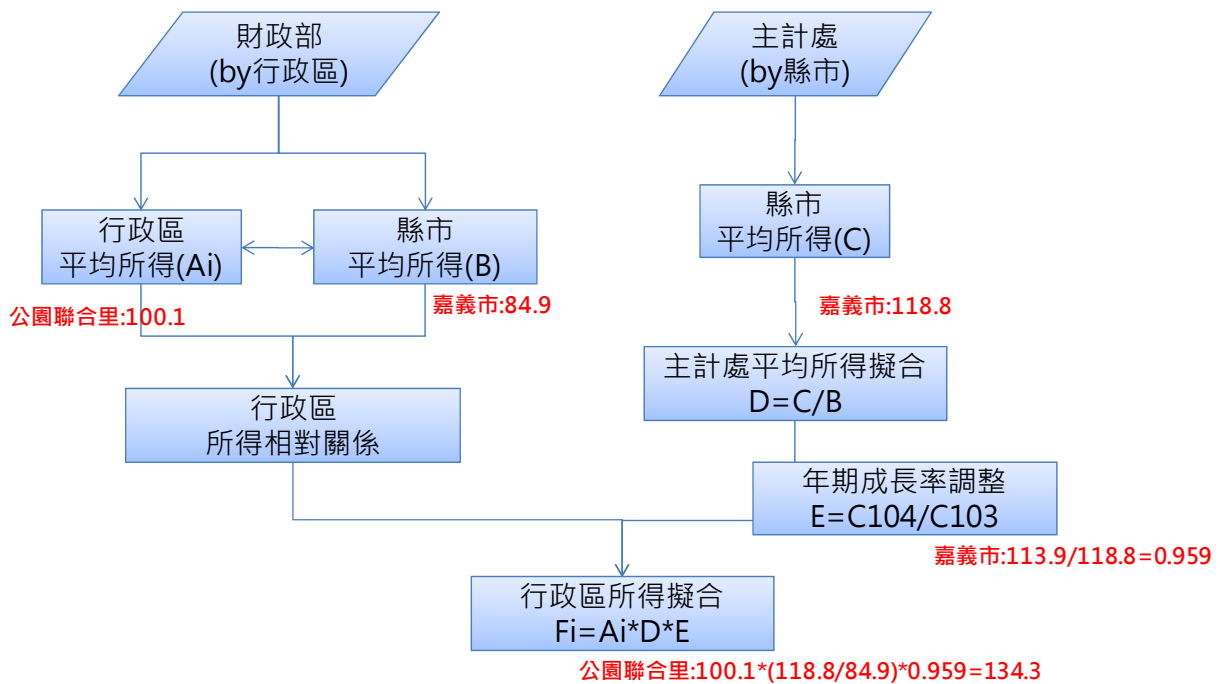 財政部
(by行政區)
主計處
(by縣市)
行政區
平均所得(Ai)
縣市
平均所得(B)
縣市
平均所得(C)
公園聯合里:100.1
嘉義市:84.9
嘉義市:118.8
主計處平均所得擬合
D=C/B
行政區
所得相對關係
年期成長率調整
E=C104/C103
嘉義市:113.9/118.8=0.959
行政區所得擬合
Fi=Ai*D*E
公園聯合里:100.1*(118.8/84.9)*0.959=134.3